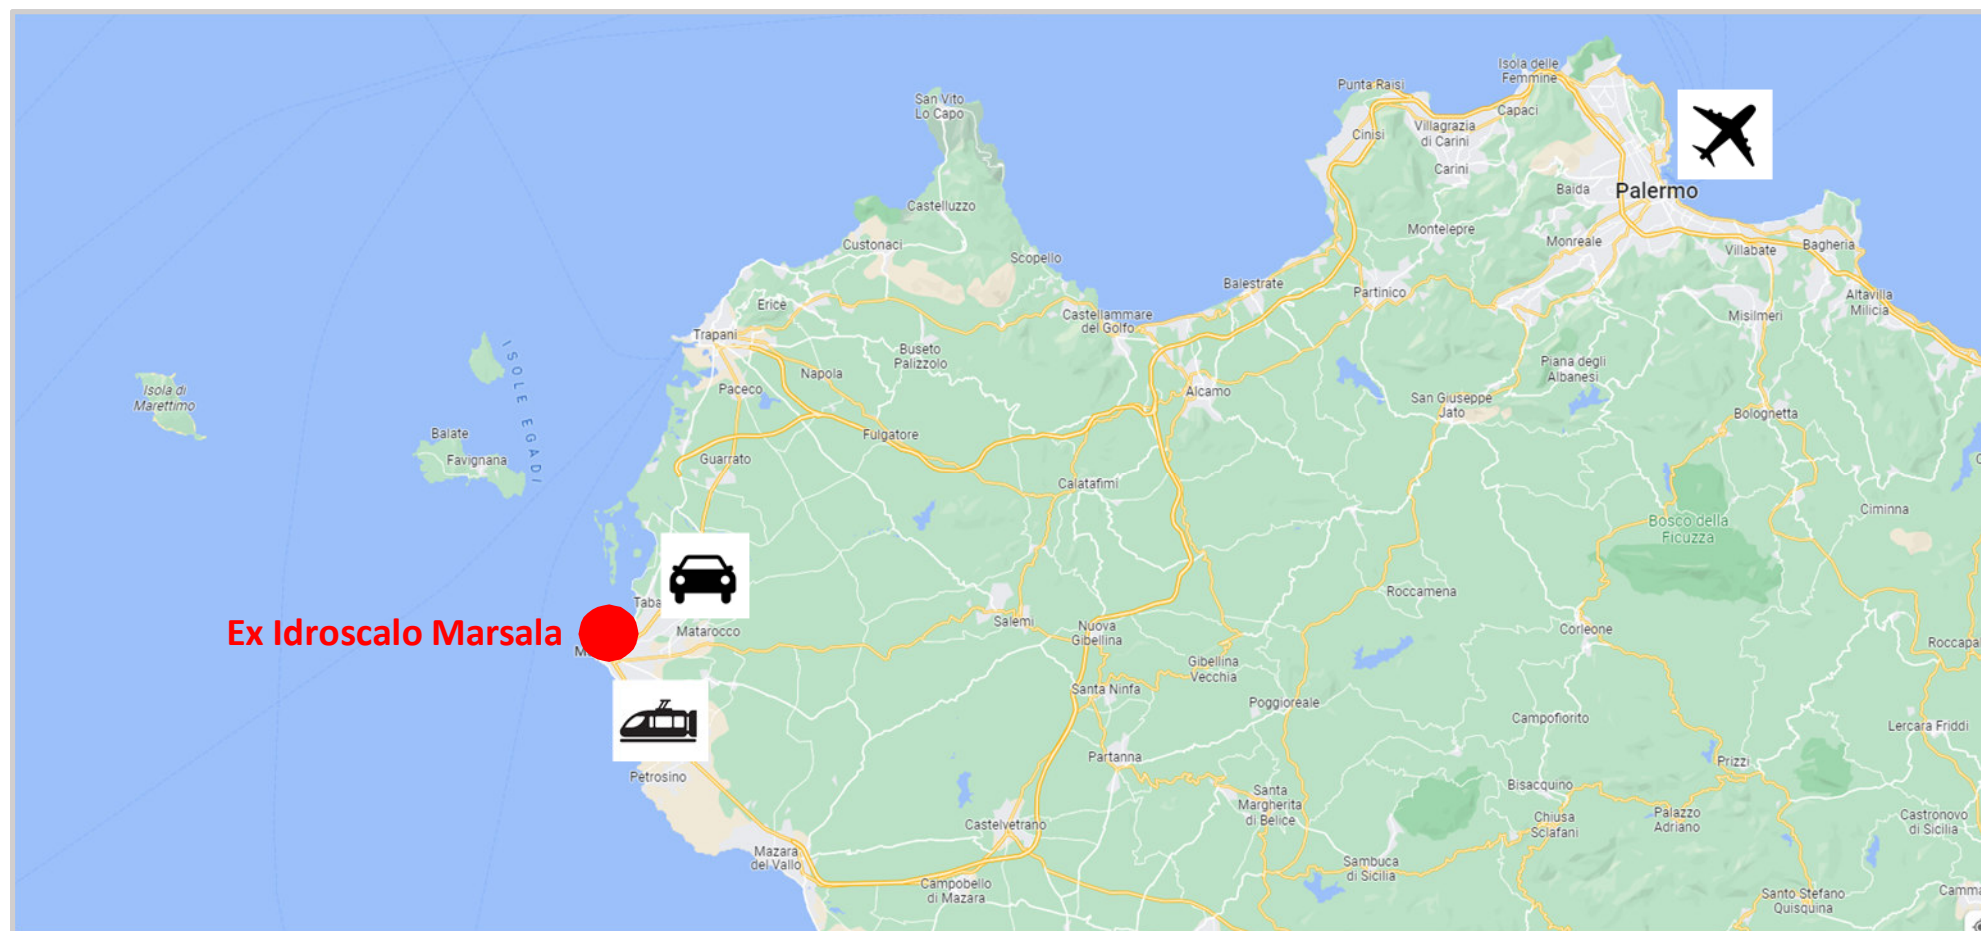 Isola delle
Femmine
Punta Raisi
San Vito
Lo Capo
Capaci
Villagrazia
di Carini
Cinisi
Carini
Baida
Palermo
Castelluzzo
Montelepre
Monreale
Custonaci
Villabate
Bagheria
Scopello
Balestrate
Partinico
Altavilla
Milicia
Erice
Castellammare
del Golfo
Misilmeri
Trapani
Buseto
Palizzolo
ISOLE EGADI
Piana degli
Albanesi
Napola
Isola di
Marettimo
Paceco
Alcamo
San Giuseppe
Jato
Bolognetta
Balate
Fulgatore
Favignana
Guarrato
Calatafimi
Ciminna
Bosco della
Ficuzza
Roccamena
Taba
Salemi
Nuova
Gibellina
Ex Idroscalo Marsala
Matarocco
Corleone
Roccapal
M
Gibellina
Vecchia
Santa Ninfa
Poggioreale
Campofiorito
Lercara Friddi
Partanna
Prizzi
Petrosino
Bisacquino
Santa
Margherita
di Belice
Palazzo
Adriano
Chiusa
Sclafani
Castronovo
di Sicilia
Castelvetrano
Mazara
del Vallo
Sambuca
di Sicilia
Campobello
di Mazara
Santo Stefano
Quisquina
Camma